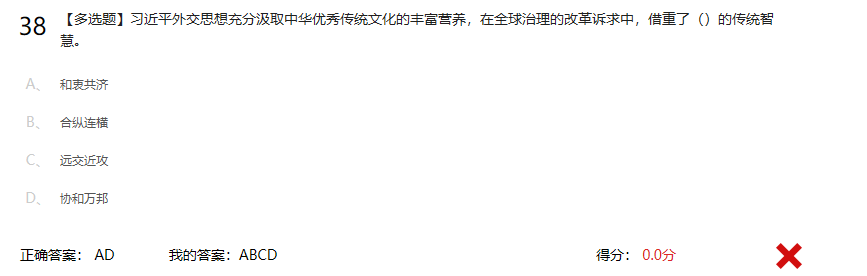 38 【多选题】习近平外交思想充分汲取中华优秀传统文化的丰富营养，在全球治理的改革诉求中，借重了（）的传统智
慧。
A、 和衷共济
B、 合纵连横
C、 远交近攻
D、 协和万邦
正确答案： AD 我的答案：ABCD 得分： 0.0分